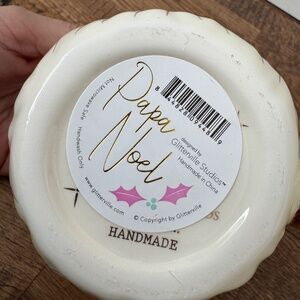 Papa
Noel
Not Microwave Safe
Handwash Only
www.glitterville.com
© Copyright by Glitterville
designed by
Glitterville Studios™
Handmade in China
HANDMADE